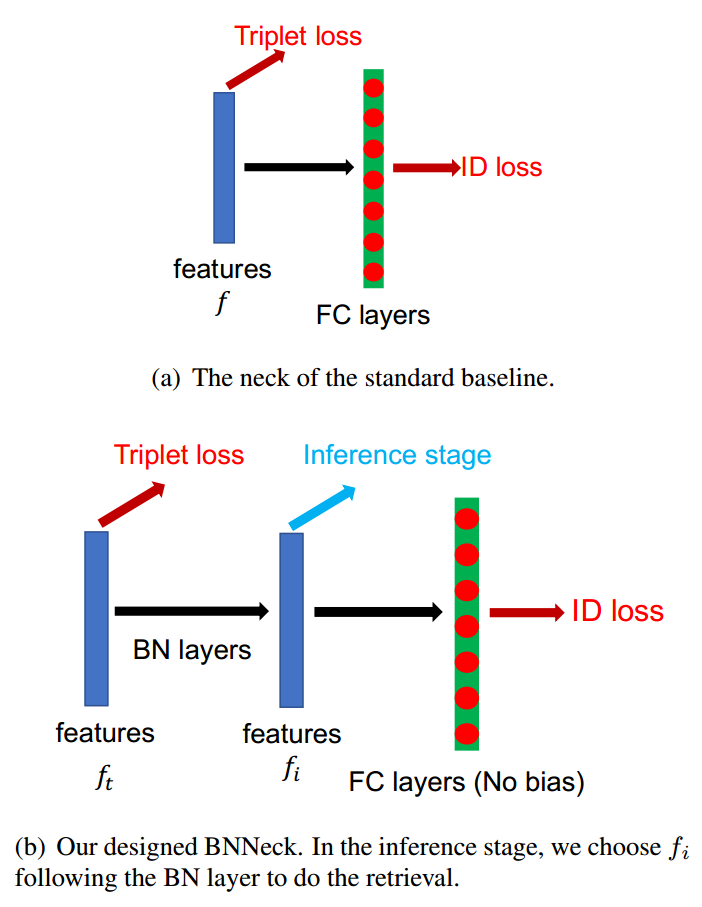 Triplet loss
ID loss
features
f
FC layers
(a) The neck of the standard baseline.
Triplet loss
Inference stage
ID loss
BN layers
features
features
f_t
f_i
FC layers (No bias)
(b) Our designed BNNeck. In the inference stage, we choose f_i
following the BN layer to do the retrieval.